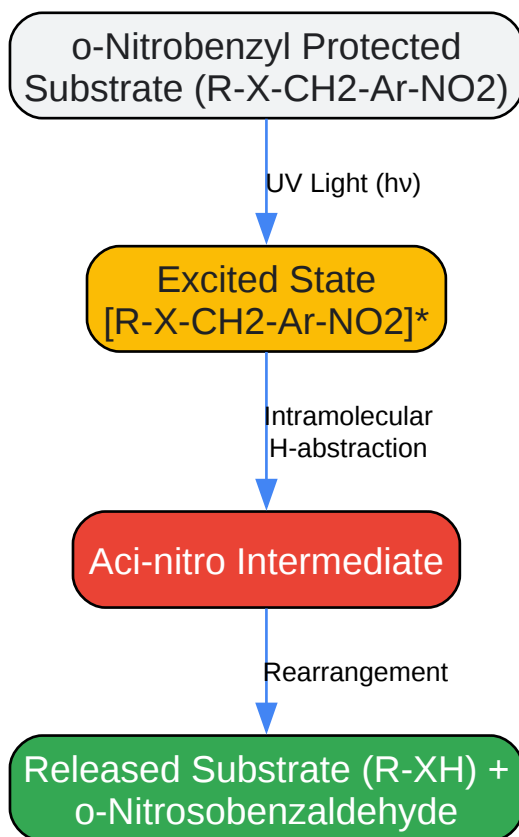 o-Nitrobenzyl Protected
Substrate (R-X-CH2-Ar-NO2)
UV Light (hν)
Excited State
[R-X-CH2-Ar-NO2]*
Intramolecular
H-abstraction
Aci-nitro Intermediate
Rearrangement
Released Substrate (R-XH) +
o-Nitrosobenzaldehyde